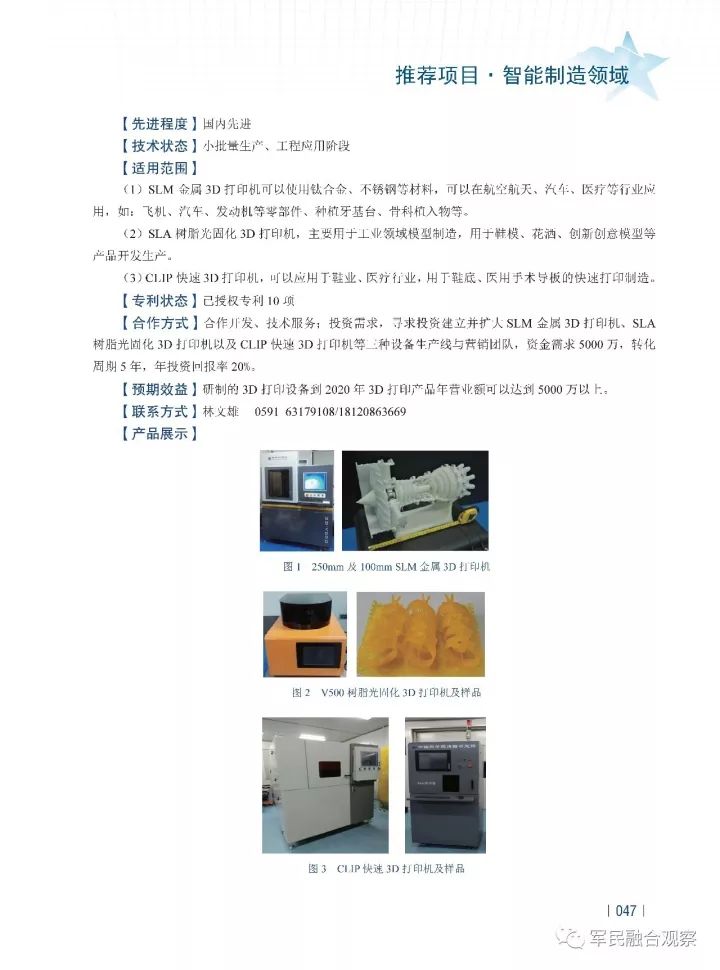 推荐项目·智能制造领域
【先进程度】国内先进
【技术状态】小批量生产、工程应用阶段
【适用范围】
（1）SLM 金属 3D 打印机可以使用钛合金、不锈钢等材料，可以在航空航天、汽车、医疗等行业应
用，如：飞机、汽车、发动机等零部件、种植牙基台、骨科植入物等。
（2）SLA 树脂光固化 3D 打印机，主要用于工业领域模型制造，用于鞋模、花洒、创新创意模型等
产品开发生产。
（3）CLIP 快速 3D 打印机，可以应用于鞋业、医疗行业，用于鞋底、医用手术导板的快速打印制造。
【专利状态】已授权专利 10 项
【合作方式】合作开发、技术服务；投资需求，寻求投资建立并扩大 SLM 金属 3D 打印机、SLA
树脂光固化 3D 打印机以及 CLIP 快速 3D 打印机等三种设备生产线与营销团队，资金需求 5000 万，转化
周期 5 年，年投资回报率 20%。
【预期效益】研制的 3D 打印设备到 2020 年 3D 打印产品年营业额可以达到 5000 万以上。
【联系方式】林文雄 0591 63179108/18120863669
【产品展示】
图 1 250mm 及 100mm SLM 金属 3D 打印机
图 2 V500 树脂光固化 3D 打印机及样品
图 3 CLIP 快速 3D 打印机及样品
| 047 |
军民融合观察